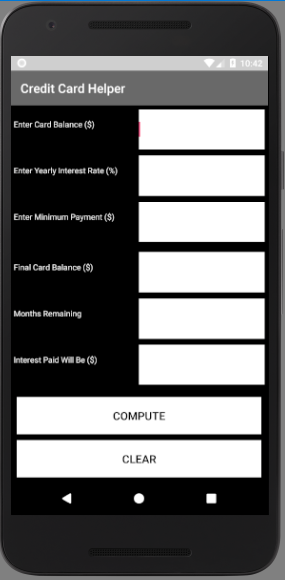 10:42
Credit Card Helper
Enter Card Balance ($)
Enter Yearly Interest Rate (%)
Enter Minimum Payment ($)
Final Card Balance ($)
Months Remaining
Interest Paid Will Be ($)
COMPUTE
CLEAR